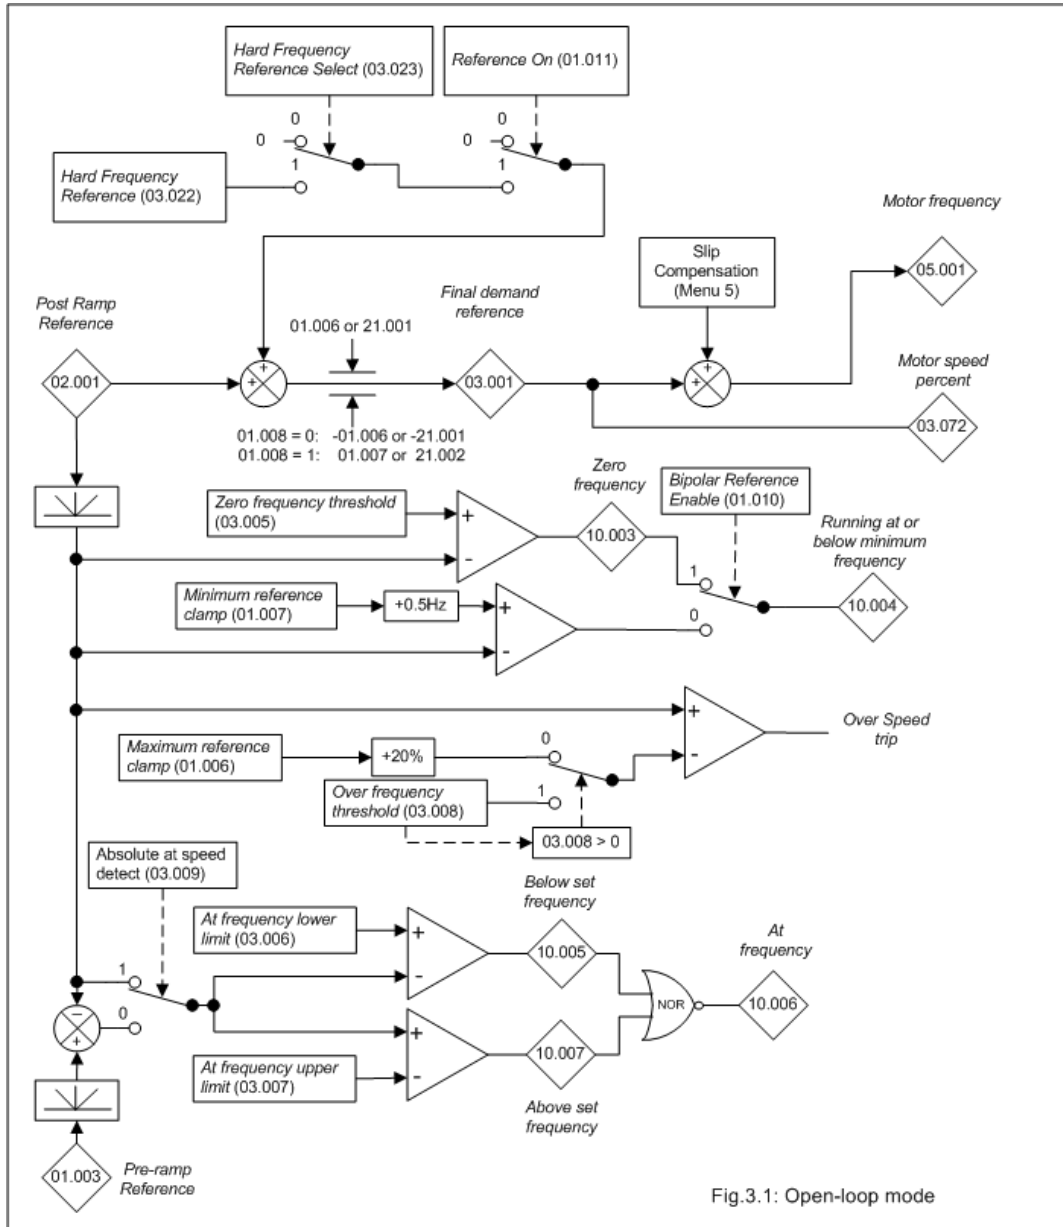 Hard Frequency
Reference Select (03.023)
Reference On (01.011)
0
0
1
0
0
1
Hard Frequency
Reference (03.022)
Motor frequency
05.001
Slip
Compensation
(Menu 5)
Post Ramp
Reference
02.001
+
+
01.006 or 21.001
01.008 = 0: -01.006 or -21.001
01.008 = 1: 01.007 or 21.002
Final demand
reference
03.001
+
+
Motor speed
percent
03.072
Zero frequency threshold
(03.005)
+
-
Zero
frequency
10.003
Bipolar Reference
Enable (01.010)
1
0
Running at or
below minimum
frequency
10.004
Minimum reference
clamp (01.007)
+0.5Hz
+
-
Maximum reference
clamp (01.006)
+20%
0
1
Over frequency
threshold (03.008)
03.008 > 0
+
-
Over Speed
trip
Absolute at speed
detect (03.009)
1
0
−
+
At frequency lower
limit (03.006)
+
-
Below set
frequency
10.005
At frequency upper
limit (03.007)
+
-
10.007
Above set
frequency
NOR
At
frequency
10.006
01.003
Pre-ramp
Reference
Fig.3.1: Open-loop mode